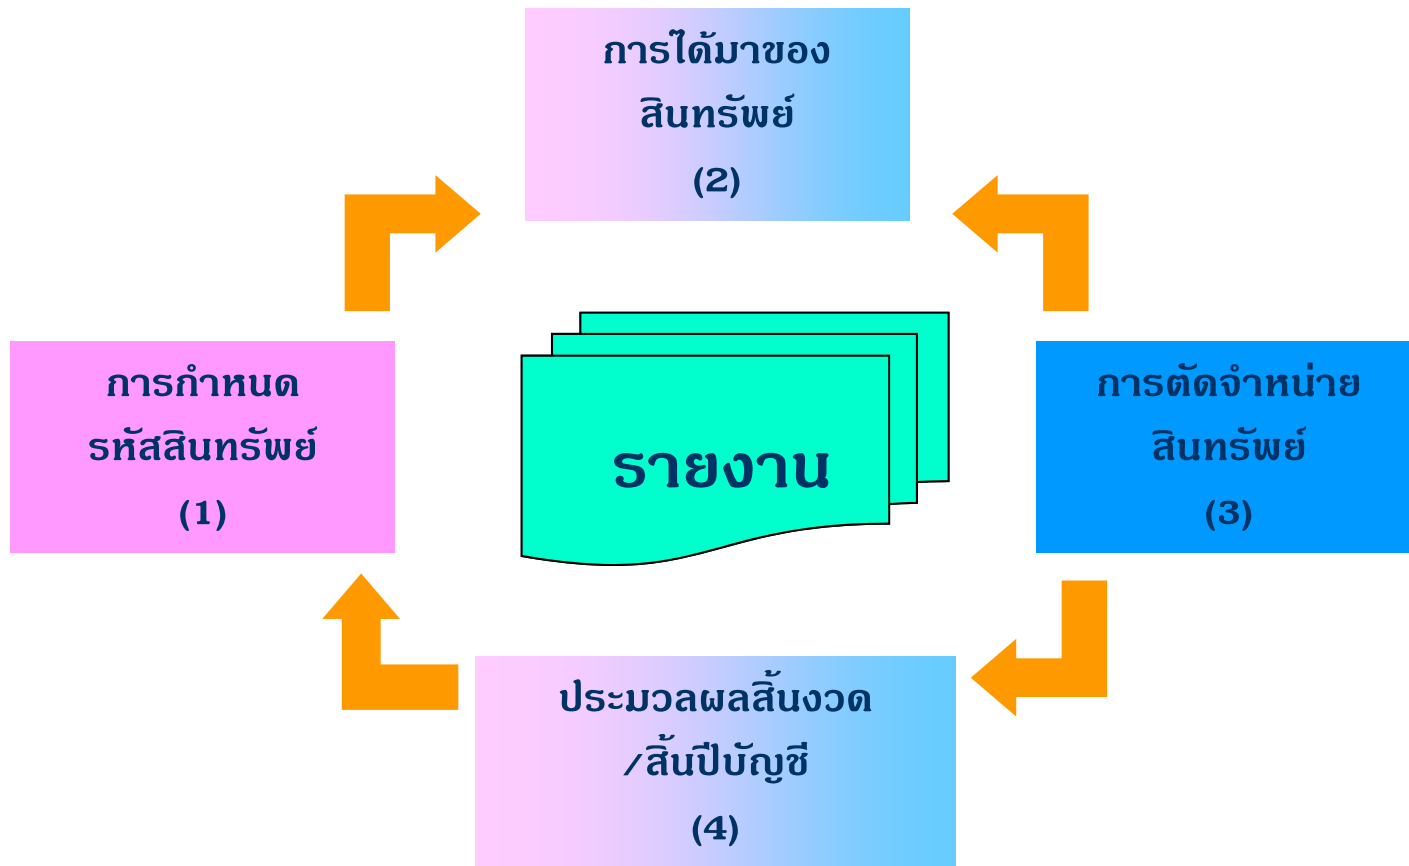 การได้มาของ
สินทรัพย์
(2)
การกำหนด
รหัสสินทรัพย์
(1)
รายงาน
การตัดจำหน่าย
สินทรัพย์
(3)
ประมวลผลสิ้นงวด
/สิ้นปีบัญชี
(4)